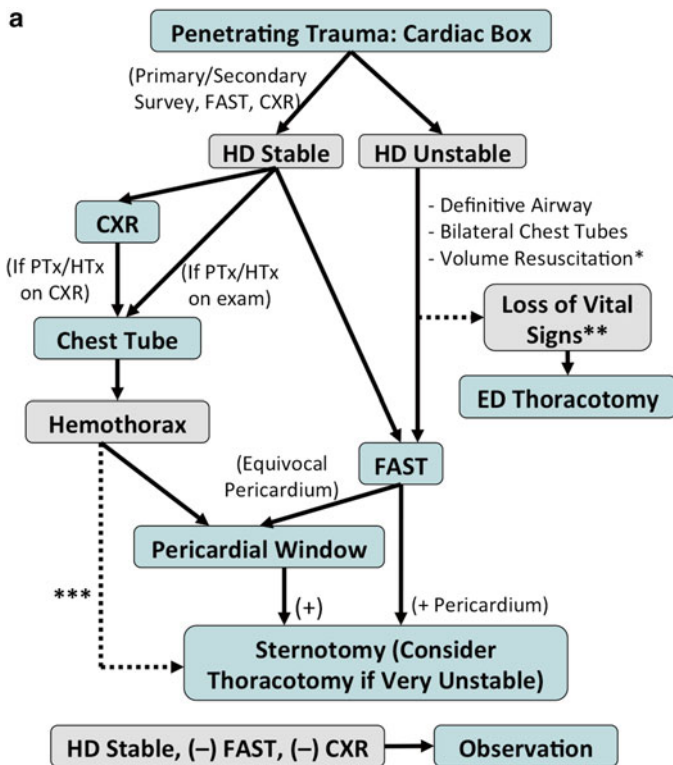 a
Penetrating Trauma: Cardiac Box
(Primary/Secondary
Survey, FAST, CXR)
HD Stable
HD Unstable
CXR
- Definitive Airway
- Bilateral Chest Tubes
- Volume Resuscitation*
(If PTx/HTx
on CXR)
(If PTx/HTx
on exam)
Loss of Vital
Signs**
Chest Tube
ED Thoracotomy
Hemothorax
(Equivocal
Pericardium)
FAST
Pericardial Window
***
(+)
(+ Pericardium)
Sternotomy (Consider
Thoracotomy if Very Unstable)
HD Stable, (–) FAST, (–) CXR
Observation